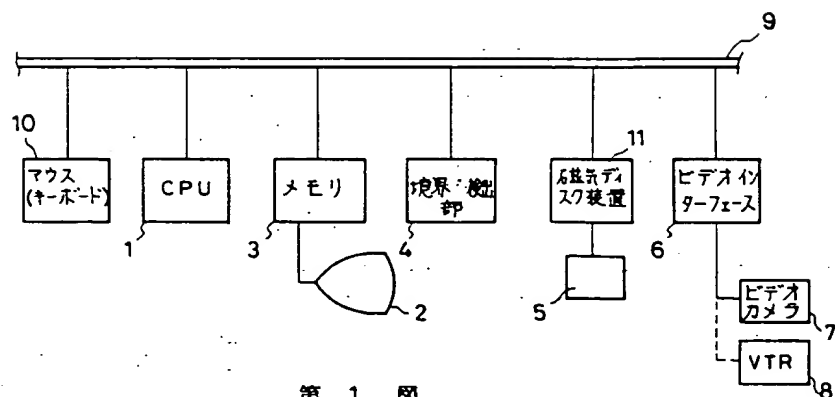 9
10
11
マウス
(キーボード)
CPU
メモリ
境界検出
部
磁気ディ
スク装置
ビデオイン
ターフェース
1
3
4
6
2
5
ビデオ
カメラ
7
VTR
8
第 1 図